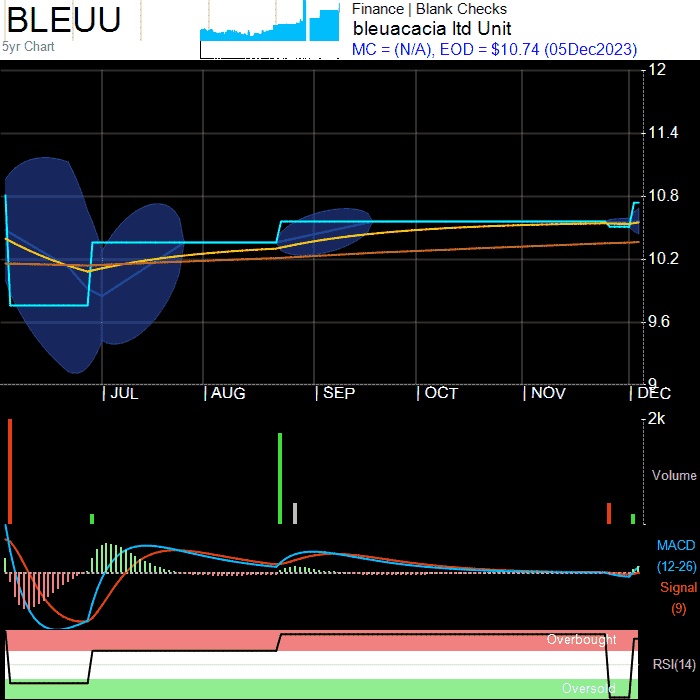 BLEUU
5yr Chart
Finance | Blank Checks
bleuacacia ltd Unit
MC = (N/A), EOD = $10.74 (05Dec2023)
12
11.4
10.8
10.2
9.6
9
JUL
AUG
SEP
OCT
NOV
DEC
2k
Volume
MACD
(12-26)
Signal
(9)
Overbought
RSI(14)
Oversold